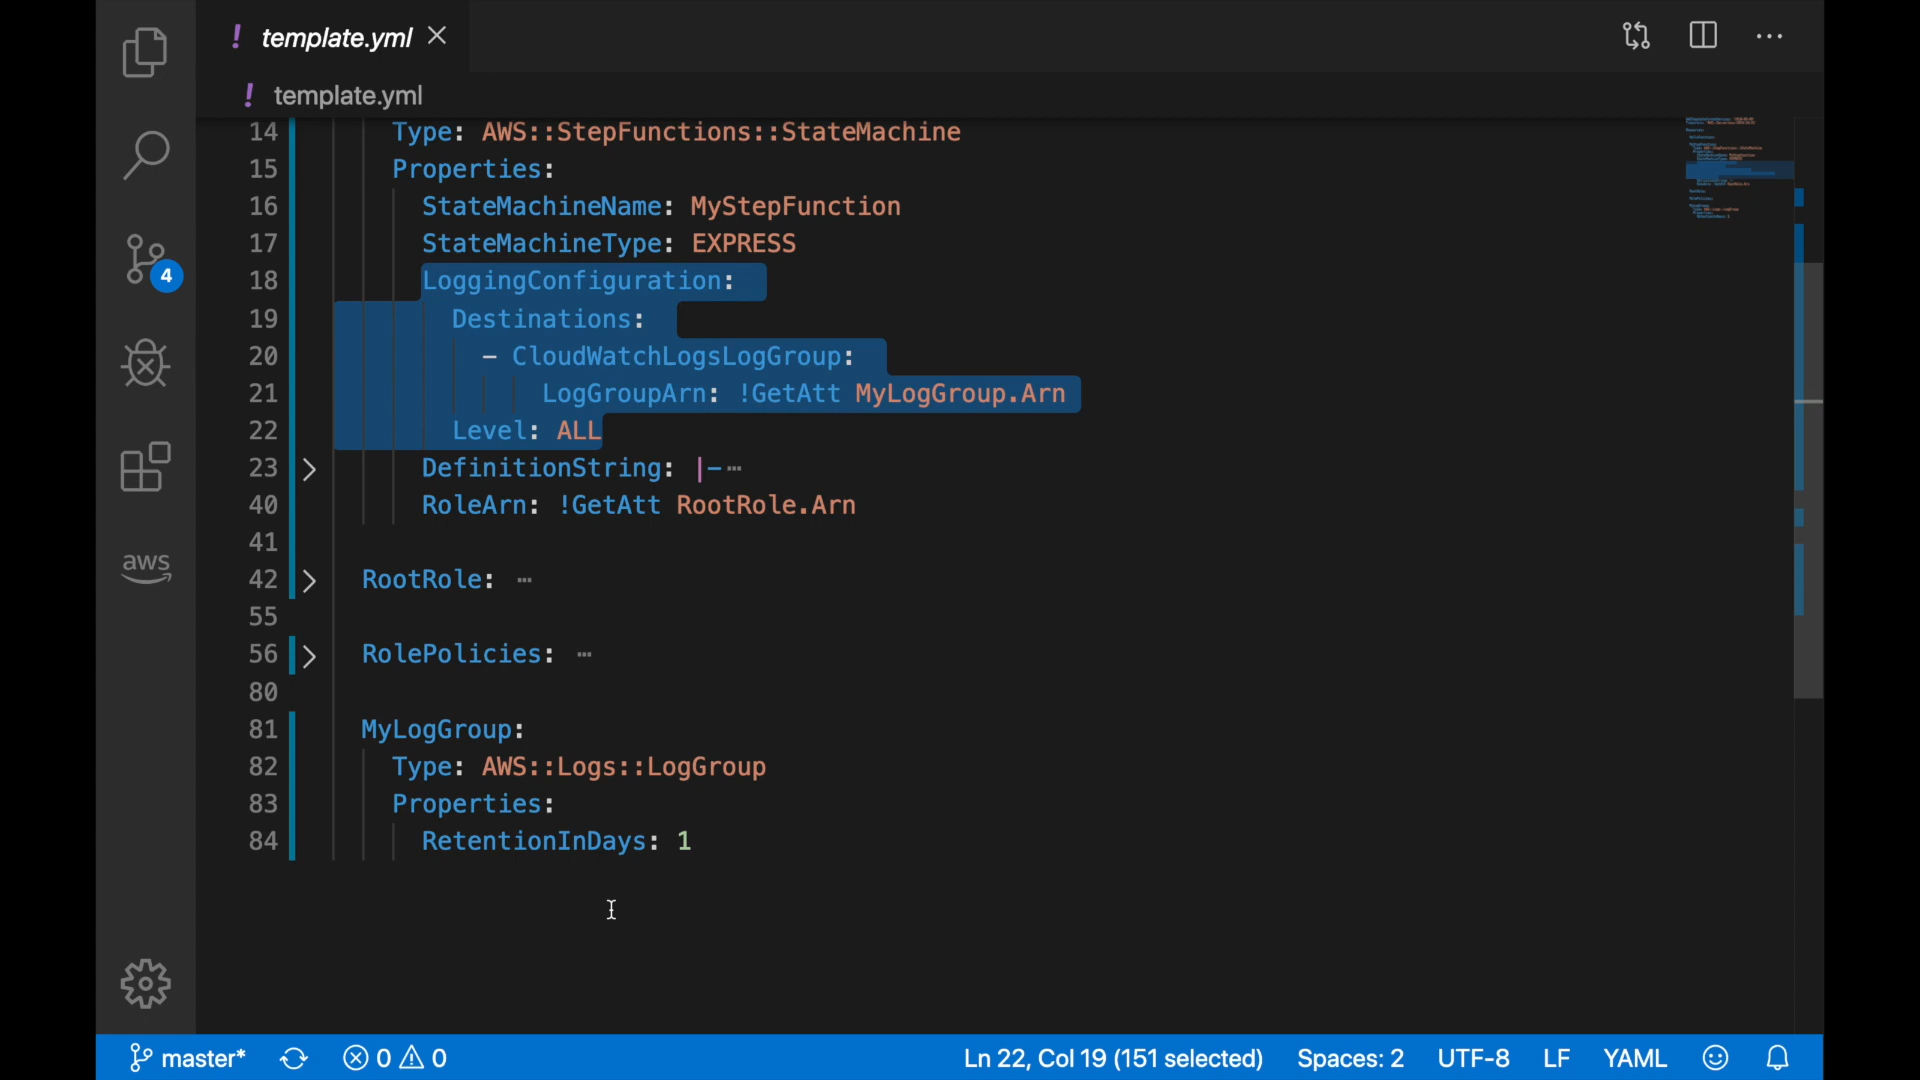 ! template.yml
! template.yml
14 Type: AWS::StepFunctions::StateMachine
15 Properties:
16 StateMachineName: MyStepFunction
17 StateMachineType: EXPRESS
18 LoggingConfiguration:
19 Destinations:
20 - CloudWatchLogsLogGroup:
21 LogGroupArn: !GetAtt MyLogGroup.Arn
22 Level: ALL
23 DefinitionString: |-…
40 RoleArn: !GetAtt RootRole.Arn
41
42 RootRole: …
55
56 RolePolicies: …
80
81 MyLogGroup:
82 Type: AWS::Logs::LogGroup
83 Properties:
84 RetentionInDays: 1
4
aws
master* 0 0 Ln 22, Col 19 (151 selected) Spaces: 2 UTF-8 LF YAML